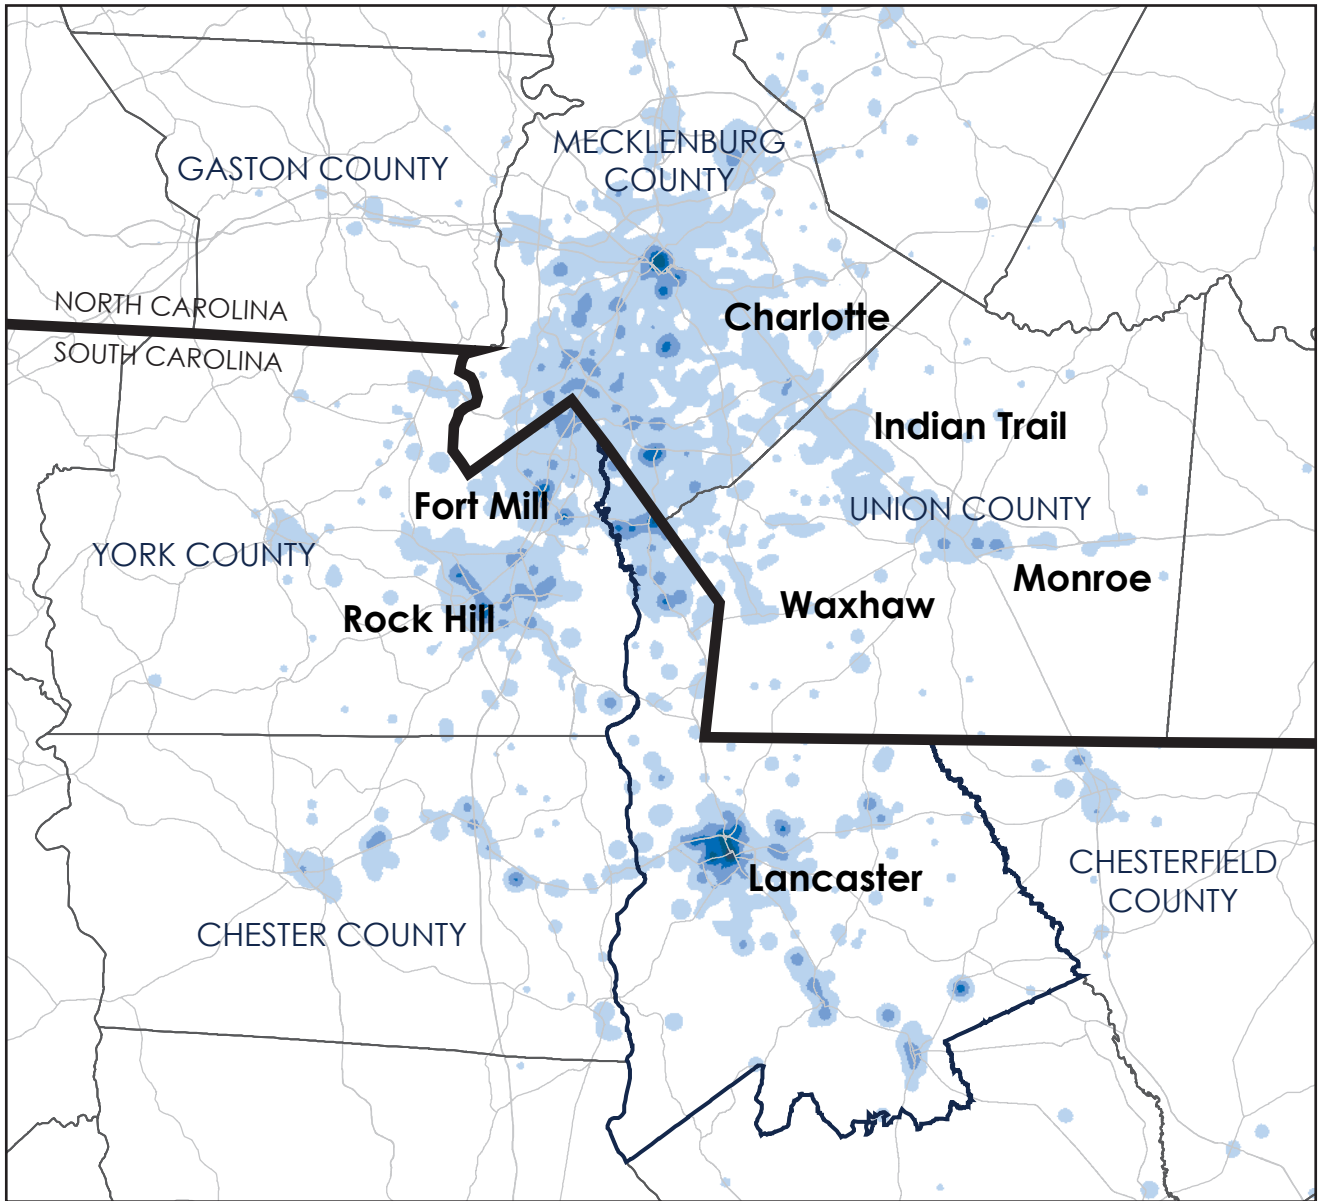 MECKLENBURG
COUNTY
GASTON COUNTY
NORTH CAROLINA
Charlotte
SOUTH CAROLINA
Indian Trail
Fort Mill
UNION COUNTY
YORK COUNTY
Monroe
Waxhaw
Rock Hill
CHESTERFIELD
COUNTY
Lancaster
CHESTER COUNTY